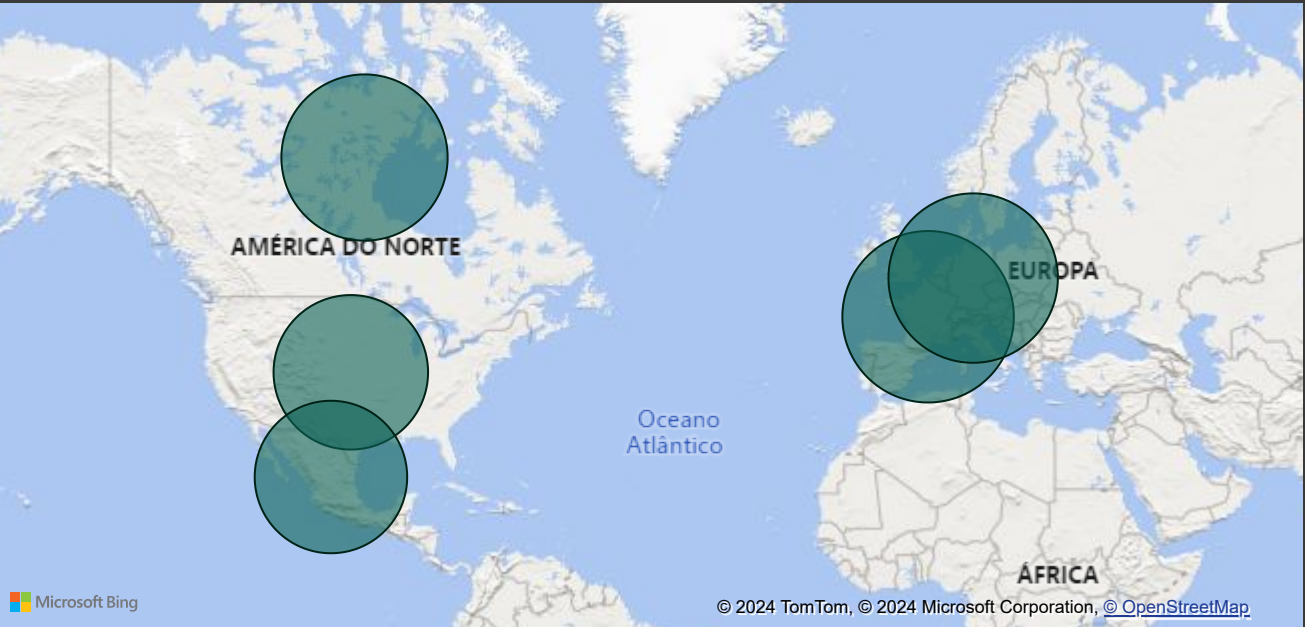 AMÉRICA DO NORTE
EUROPA
Oceano
Atlântico
ÁFRICA
Microsoft Bing
© 2024 TomTom, © 2024 Microsoft Corporation, © OpenStreetMap